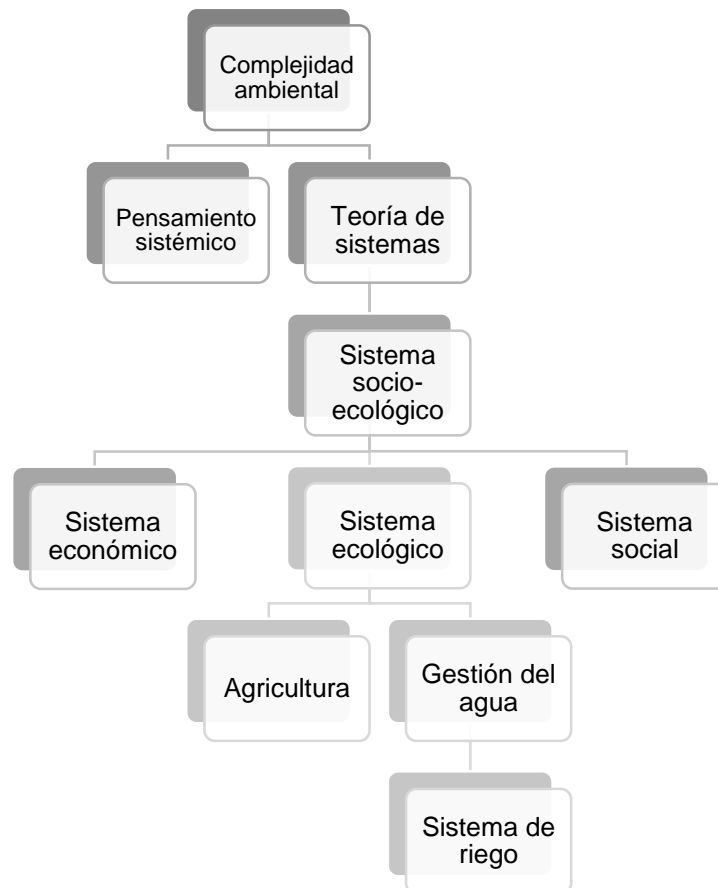 Complejidad
ambiental
Pensamiento
sistémico
Teoría de
sistemas
Sistema
socio-
ecológico
Sistema
económico
Sistema
ecológico
Sistema
social
Agricultura
Gestión del
agua
Sistema de
riego